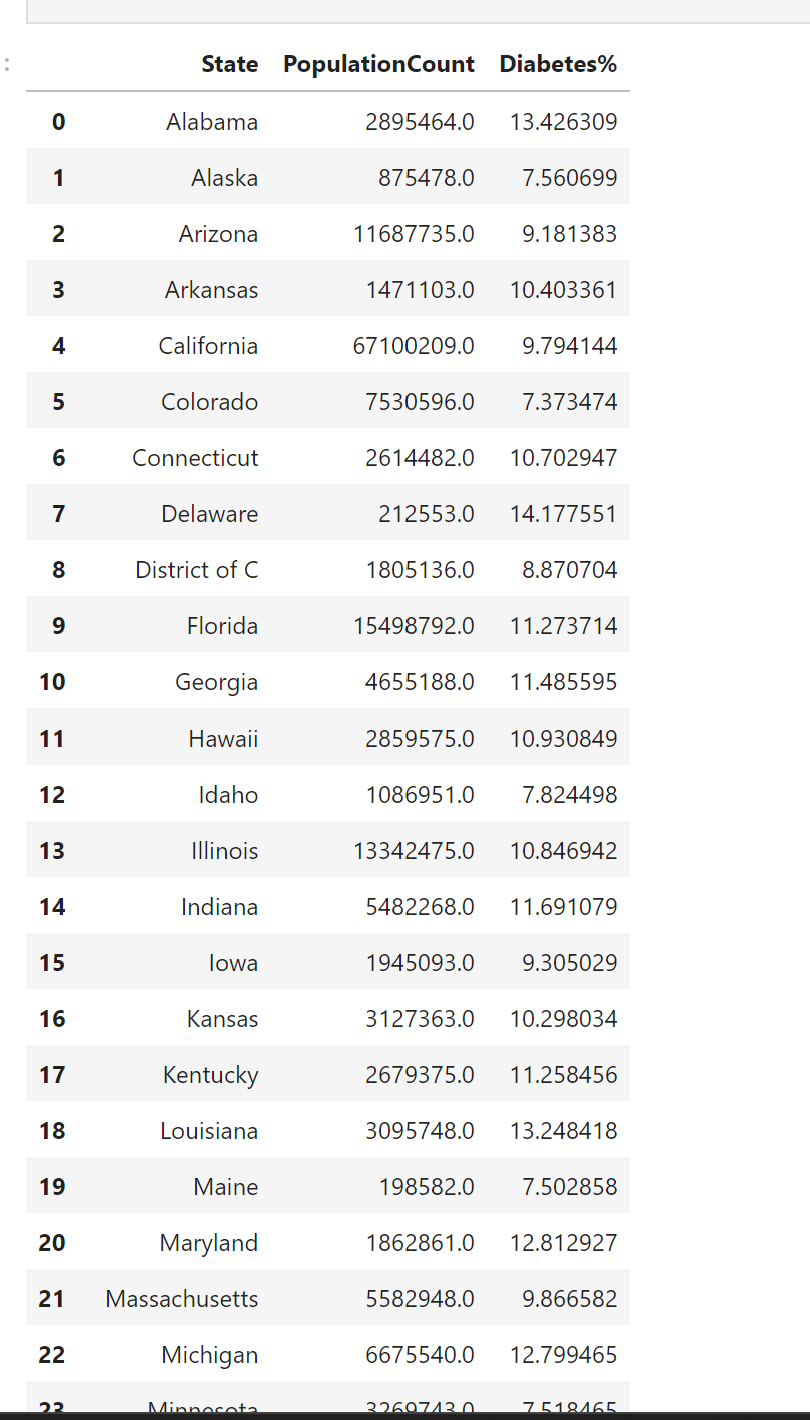 State PopulationCount Diabetes%
0 Alabama 2895464.0 13.426309
1 Alaska 875478.0 7.560699
2 Arizona 11687735.0 9.181383
3 Arkansas 1471103.0 10.403361
4 California 67100209.0 9.794144
5 Colorado 7530596.0 7.373474
6 Connecticut 2614482.0 10.702947
7 Delaware 212553.0 14.177551
8 District of C 1805136.0 8.870704
9 Florida 15498792.0 11.273714
10 Georgia 4655188.0 11.485595
11 Hawaii 2859575.0 10.930849
12 Idaho 1086951.0 7.824498
13 Illinois 13342475.0 10.846942
14 Indiana 5482268.0 11.691079
15 Iowa 1945093.0 9.305029
16 Kansas 3127363.0 10.298034
17 Kentucky 2679375.0 11.258456
18 Louisiana 3095748.0 13.248418
19 Maine 198582.0 7.502858
20 Maryland 1862861.0 12.812927
21 Massachusetts 5582948.0 9.866582
22 Michigan 6675540.0 12.799465
23 Minnesota 3269743.0 7.518465